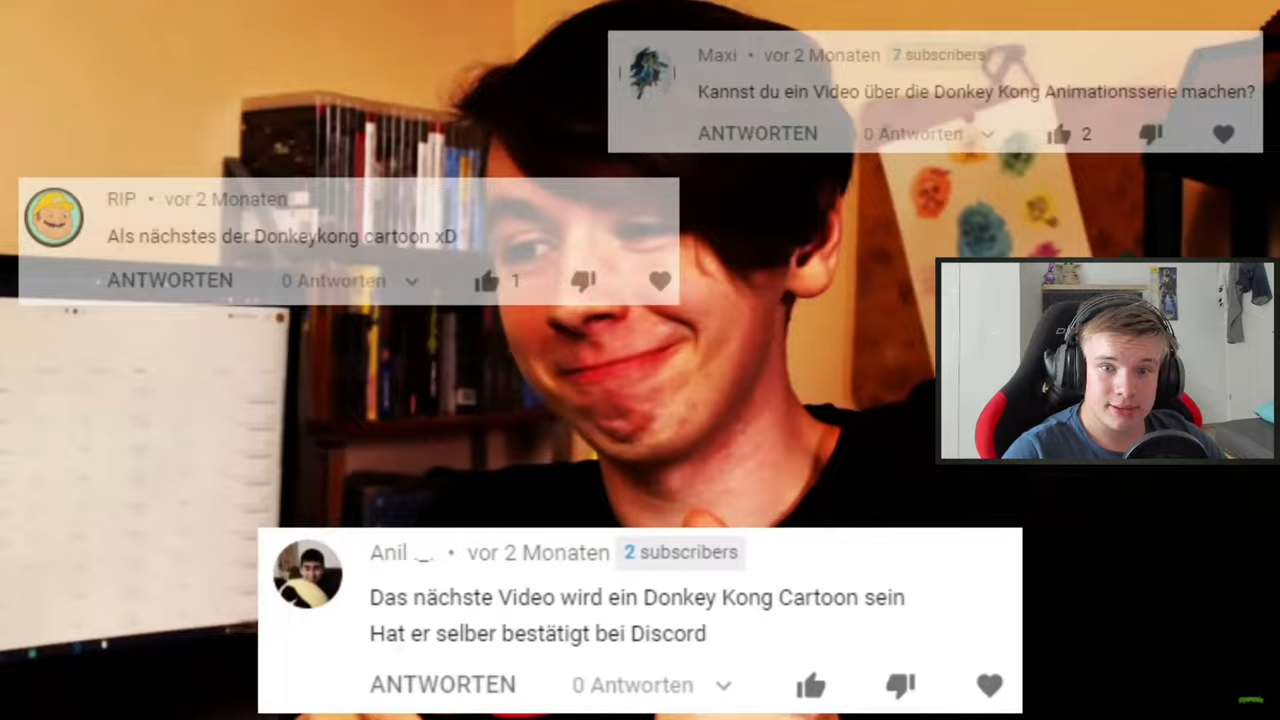 Maxi • vor 2 Monaten 7 subscribers
Kannst du ein Video über die Donkey Kong Animationsserie machen?
ANTWORTEN 0 Antworten 2
RIP • vor 2 Monaten
Als nächstes der Donkeykong cartoon xD
ANTWORTEN 0 Antworten 1
Anil ._. • vor 2 Monaten 2 subscribers
Das nächste Video wird ein Donkey Kong Cartoon sein
Hat er selber bestätigt bei Discord
ANTWORTEN 0 Antworten